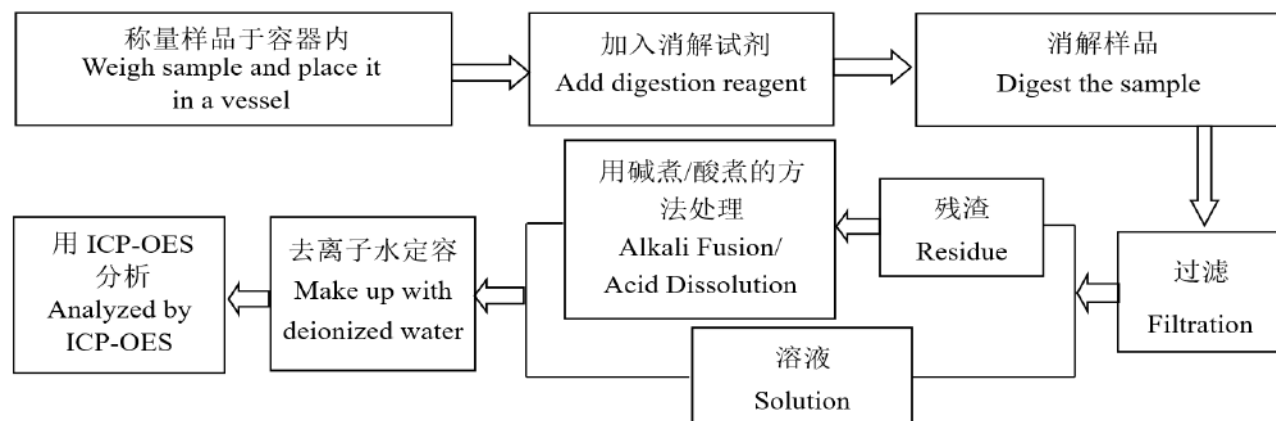 称量样品于容器内
Weigh sample and place it
in a vessel
加入消解试剂
Add digestion reagent
消解样品
Digest the sample
过滤
Filtration
残渣
Residue
用碱煮/酸煮的方
法处理
Alkali Fusion/
Acid Dissolution
溶液
Solution
去离子水定容
Make up with
deionized water
用 ICP-OES
分析
Analyzed by
ICP-OES